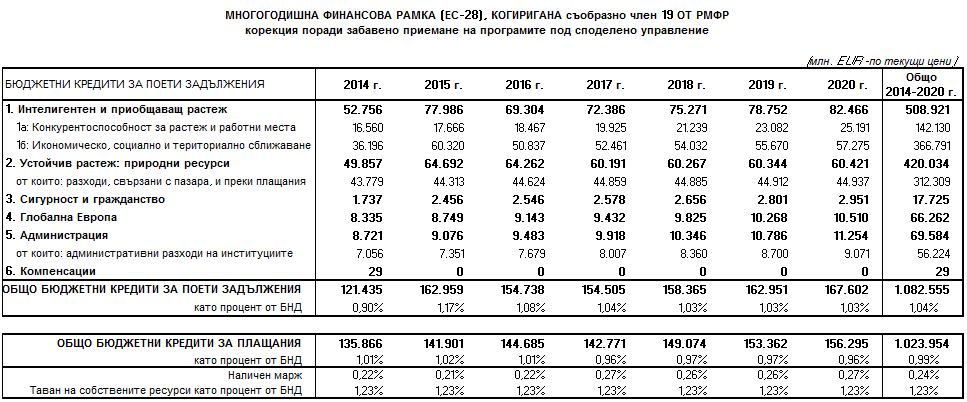 МНОГОГОДИШНА ФИНАНСОВА РАМКА (ЕС-28), КОГИРИГАНА съобразно член 19 ОТ РМФР
корекция поради забавено приемане на програмите под споделено управление
(млн. EUR -по текущи цени)
БЮДЖЕТНИ КРЕДИТИ ЗА ПОЕТИ ЗАДЪЛЖЕНИЯ 2014 г. 2015 г. 2016 г. 2017 г. 2018 г. 2019 г. 2020 г. Общо 2014-2020 г.
1. Интелигентен и приобщаващ растеж 52.756 77.986 69.304 72.386 75.271 78.752 82.466 508.921
1а: Конкурентоспособност за растеж и работни места 16.560 17.666 18.467 19.925 21.239 23.082 25.191 142.130
1б: Икономическо, социално и териториално сближаване 36.196 60.320 50.837 52.461 54.032 55.670 57.275 366.791
2. Устойчив растеж: природни ресурси 49.857 64.692 64.262 60.191 60.267 60.344 60.421 420.034
от които: разходи, свързани с пазара, и преки плащания 43.779 44.313 44.624 44.859 44.885 44.912 44.937 312.309
3. Сигурност и гражданство 1.737 2.456 2.546 2.578 2.656 2.801 2.951 17.725
4. Глобална Европа 8.335 8.749 9.143 9.432 9.825 10.268 10.510 66.262
5. Администрация 8.721 9.076 9.483 9.918 10.346 10.786 11.254 69.584
от които: административни разходи на институциите 7.056 7.351 7.679 8.007 8.360 8.700 9.071 56.224
6. Компенсации 29 0 0 0 0 0 0 29
ОБЩО БЮДЖЕТНИ КРЕДИТИ ЗА ПОЕТИ ЗАДЪЛЖЕНИЯ 121.435 162.959 154.738 154.505 158.365 162.951 167.602 1.082.555
като процент от БНД 0,90% 1,17% 1,08% 1,04% 1,03% 1,03% 1,03% 1,04%
ОБЩО БЮДЖЕТНИ КРЕДИТИ ЗА ПЛАЩАНИЯ 135.866 141.901 144.685 142.771 149.074 153.362 156.295 1.023.954
като процент от БНД 1,01% 1,02% 1,01% 0,96% 0,97% 0,97% 0,96% 0,99%
Наличен марж 0,22% 0,21% 0,22% 0,27% 0,26% 0,26% 0,27% 0,24%
Таван на собствените ресурси като процент от БНД 1,23% 1,23% 1,23% 1,23% 1,23% 1,23% 1,23% 1,23%